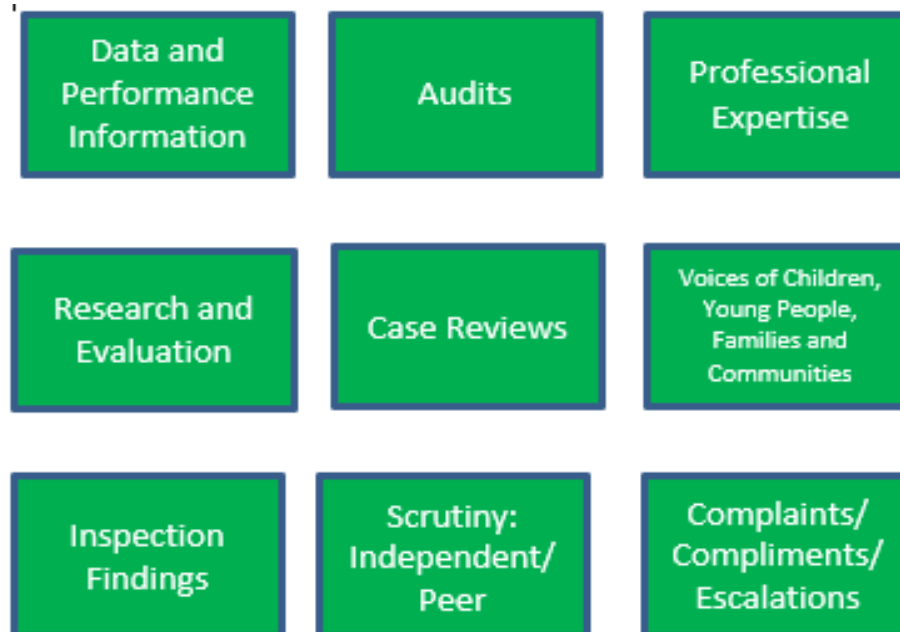 Data and
Performance
Information
Audits
Professional
Expertise
Research and
Evaluation
Case Reviews
Voices of Children,
Young People,
Families and
Communities
Inspection
Findings
Scrutiny:
Independent/
Peer
Complaints/
Compliments/
Escalations